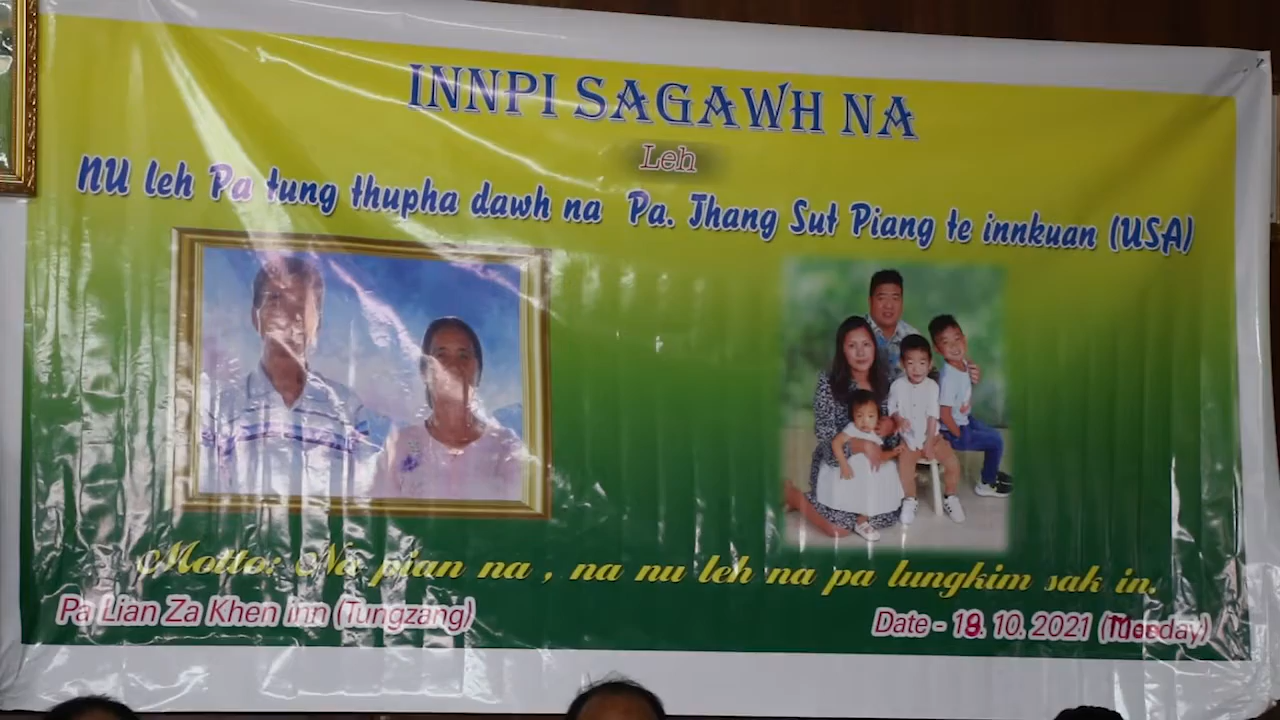 INNPI SAGAWH NA
Leh
NU leh Pa tung thupha dawh na Pa. Thang Sut Piang te innkuan (USA)
Motto: Na pian na , na nu leh na pa lungkim sak in.
Pa Lian Za Khen inn (Tungzang)
Date - 19. 10. 2021 (Tuesday)